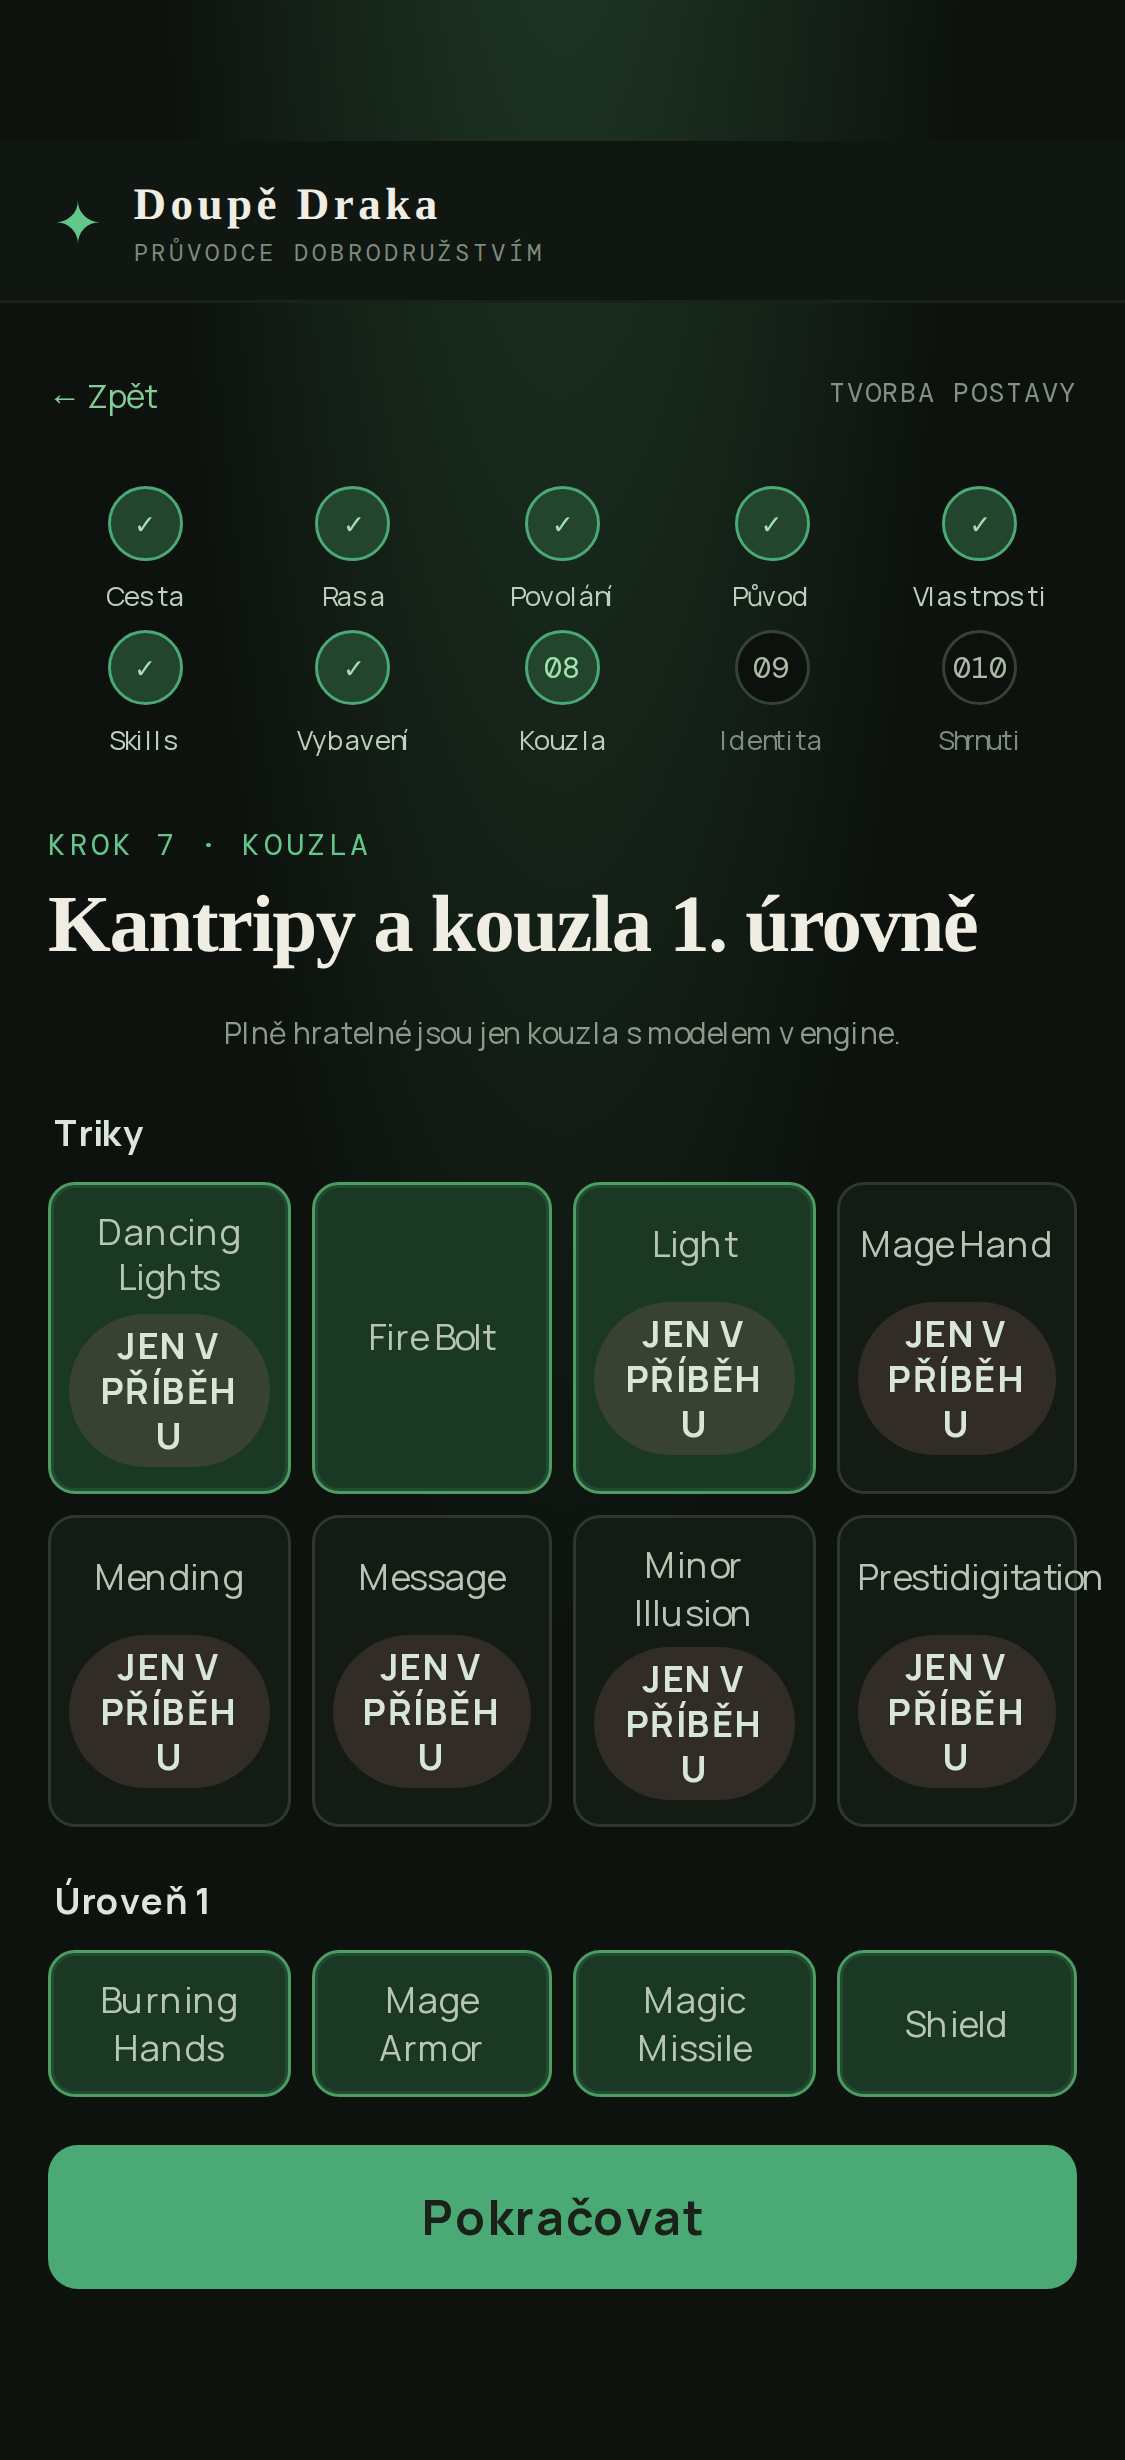 ✦ Doupě Draka
PRŮVODCE DOBRODRUŽSTVÍM
← Zpět
TVORBA POSTAVY
✓ ✓ ✓ ✓ ✓
Cesta Rasa Povolání Původ Vlastnosti
✓ ✓ 08 09 010
Skills Vybavení Kouzla Identita Shrnuti
KROK 7 · KOUZLA
Kantripy a kouzla 1. úrovně
Plně hratelné jsou jen kouzla s modelem v engine.
Triky
Dancing
Lights
JEN V
PŘÍBĚH
U
Fire Bolt
Light
JEN V
PŘÍBĚH
U
Mage Hand
JEN V
PŘÍBĚH
U
Mending
JEN V
PŘÍBĚH
U
Message
JEN V
PŘÍBĚH
U
Minor
Illusion
JEN V
PŘÍBĚH
U
Prestidigitation
JEN V
PŘÍBĚH
U
Úroveň 1
Burning
Hands
Mage
Armor
Magic
Missile
Shield
Pokračovat